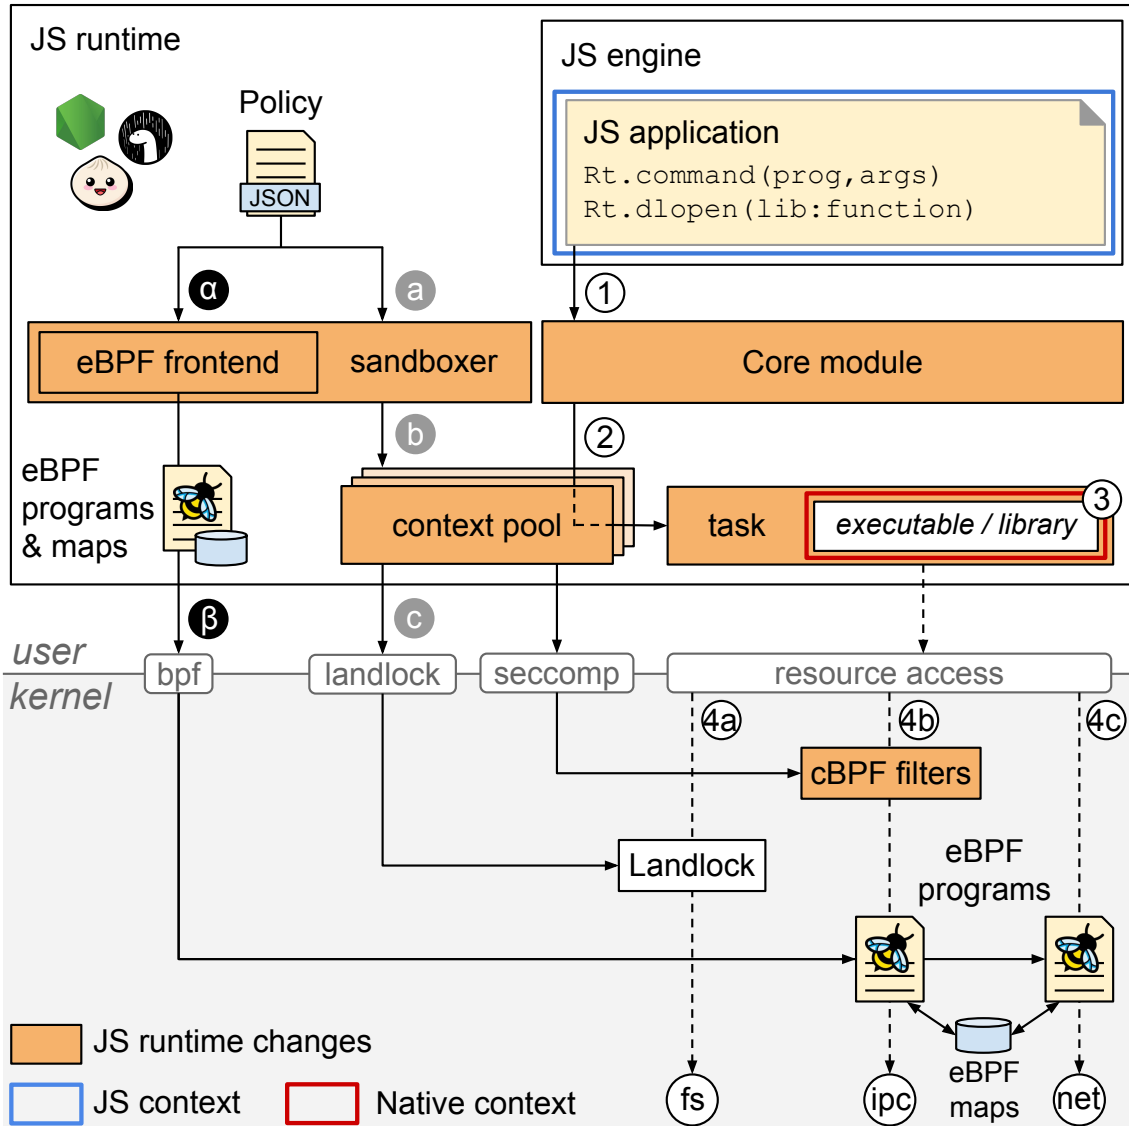 JS runtime
Policy
JSON
JS engine
JS application
Rt.command(prog,args)
Rt.dlopen(lib:function)
α
a
1
eBPF frontend
sandboxer
Core module
b
2
eBPF
programs
& maps
context pool
task
executable / library
3
β
c
user
kernel
bpf
landlock
seccomp
resource access
4a
4b
4c
cBPF filters
Landlock
eBPF
programs
eBPF
maps
fs
ipc
net
JS runtime changes
JS context
Native context